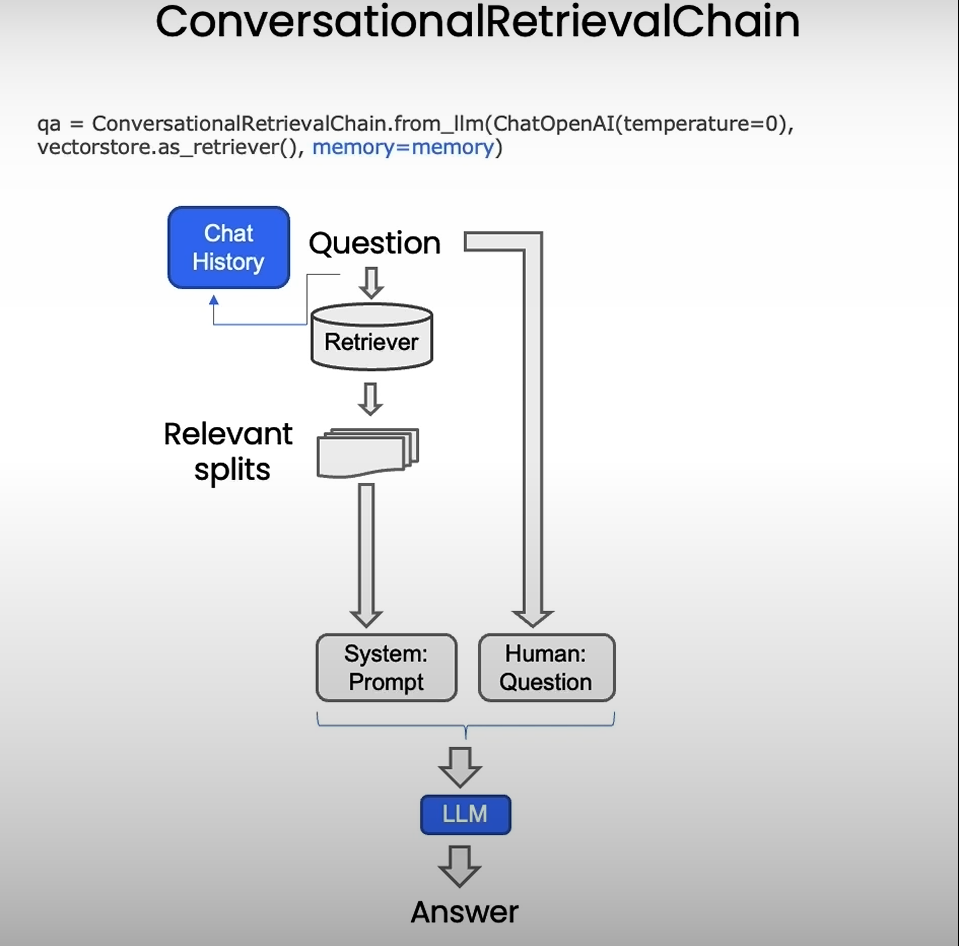 ConversationalRetrievalChain
qa = ConversationalRetrievalChain.from_llm(ChatOpenAI(temperature=0),
vectorstore.as_retriever(), memory=memory)
Chat
History
Question
Retriever
Relevant
splits
System:
Prompt
Human:
Question
LLM
Answer